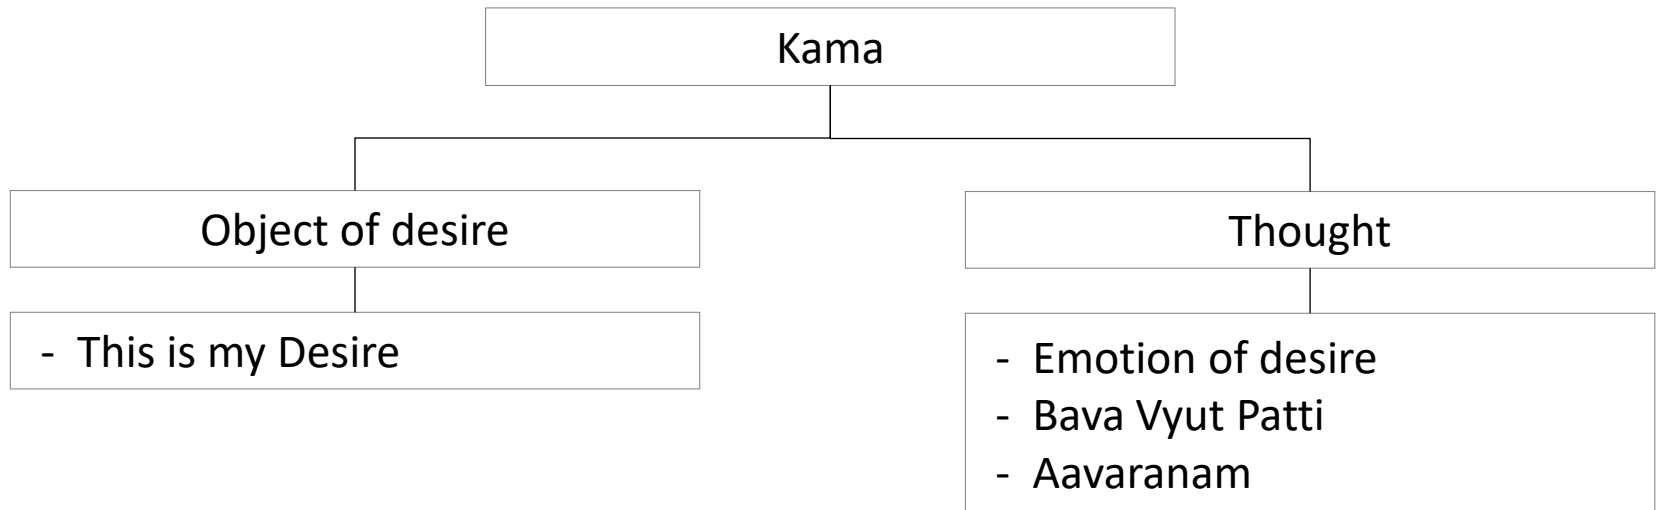 Kama
Object of desire
Thought
- This is my Desire
- Emotion of desire
- Bava Vyut Patti
- Aavaranam